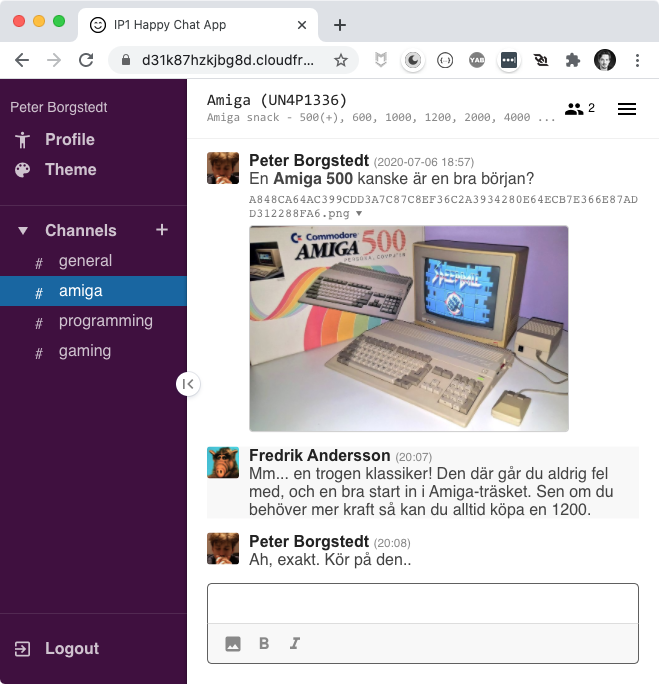 IP1 Happy Chat App
d31k87hzkjbg8d.cloudfr...
YAB
Peter Borgstedt
Profile
Theme
Channels
# general
# amiga
# programming
# gaming
Logout
Amiga (UN4P1336)
Amiga snack - 500(+), 600, 1000, 1200, 2000, 4000 ...
2
Peter Borgstedt (2020-07-06 18:57)
En Amiga 500 kanske är en bra början?
A848CA64AC399CDD3A7C87C8EF36C2A3934280E64ECB7E366E87AD
D312288FA6.png
Commodore
AMIGA 500
PERSONAL COMPUTER
Fredrik Andersson (20:07)
Mm... en trogen klassiker! Den där går du aldrig fel
med, och en bra start in i Amiga-träsket. Sen om du
behöver mer kraft så kan du alltid köpa en 1200.
Peter Borgstedt (20:08)
Ah, exakt. Kör på den..
B I